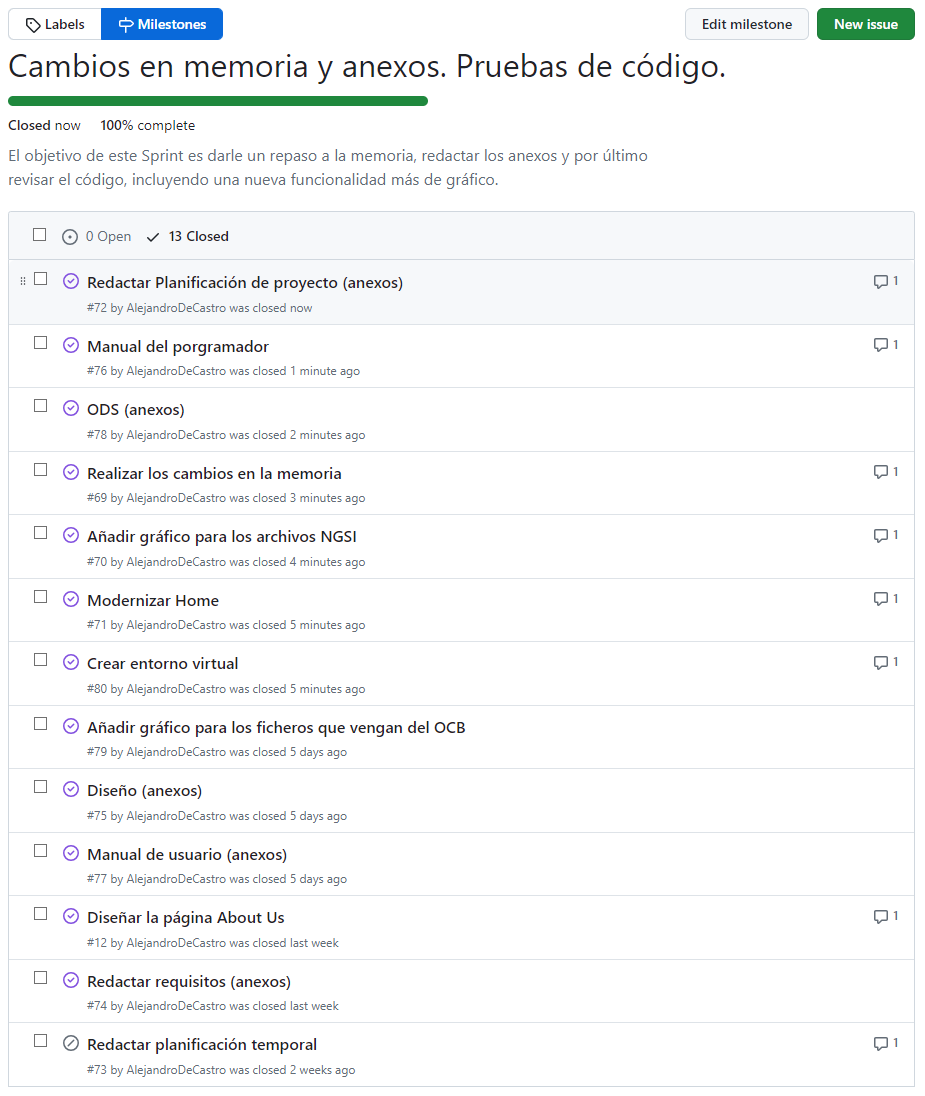 Labels Milestones Edit milestone New issue
Cambios en memoria y anexos. Pruebas de código.
Closed now 100% complete
El objetivo de este Sprint es darle un repaso a la memoria, redactar los anexos y por último
revisar el código, incluyendo una nueva funcionalidad más de gráfico.
0 Open 13 Closed
Redactar Planificación de proyecto (anexos) 1
#72 by AlejandroDeCastro was closed now
Manual del porgramador 1
#76 by AlejandroDeCastro was closed 1 minute ago
ODS (anexos)
#78 by AlejandroDeCastro was closed 2 minutes ago
Realizar los cambios en la memoria 1
#69 by AlejandroDeCastro was closed 3 minutes ago
Añadir gráfico para los archivos NGSI 1
#70 by AlejandroDeCastro was closed 4 minutes ago
Modernizar Home 1
#71 by AlejandroDeCastro was closed 5 minutes ago
Crear entorno virtual 1
#80 by AlejandroDeCastro was closed 5 minutes ago
Añadir gráfico para los ficheros que vengan del OCB
#79 by AlejandroDeCastro was closed 5 days ago
Diseño (anexos)
#75 by AlejandroDeCastro was closed 5 days ago
Manual de usuario (anexos)
#77 by AlejandroDeCastro was closed 5 days ago
Diseñar la página About Us 1
#12 by AlejandroDeCastro was closed last week
Redactar requisitos (anexos)
#74 by AlejandroDeCastro was closed last week
Redactar planificación temporal 1
#73 by AlejandroDeCastro was closed 2 weeks ago